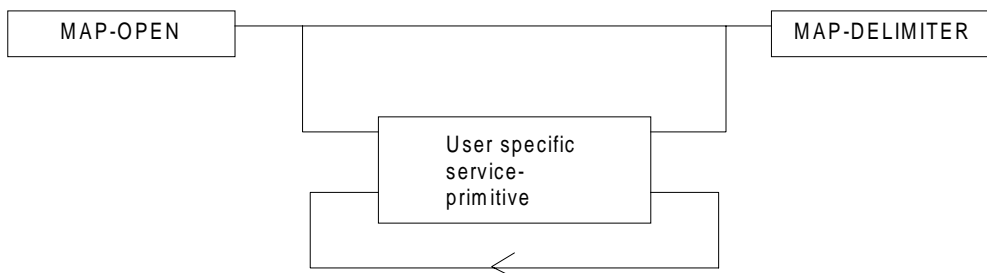 MAP-OPEN
MAP-DELIMITER
User specific
service-
primitive